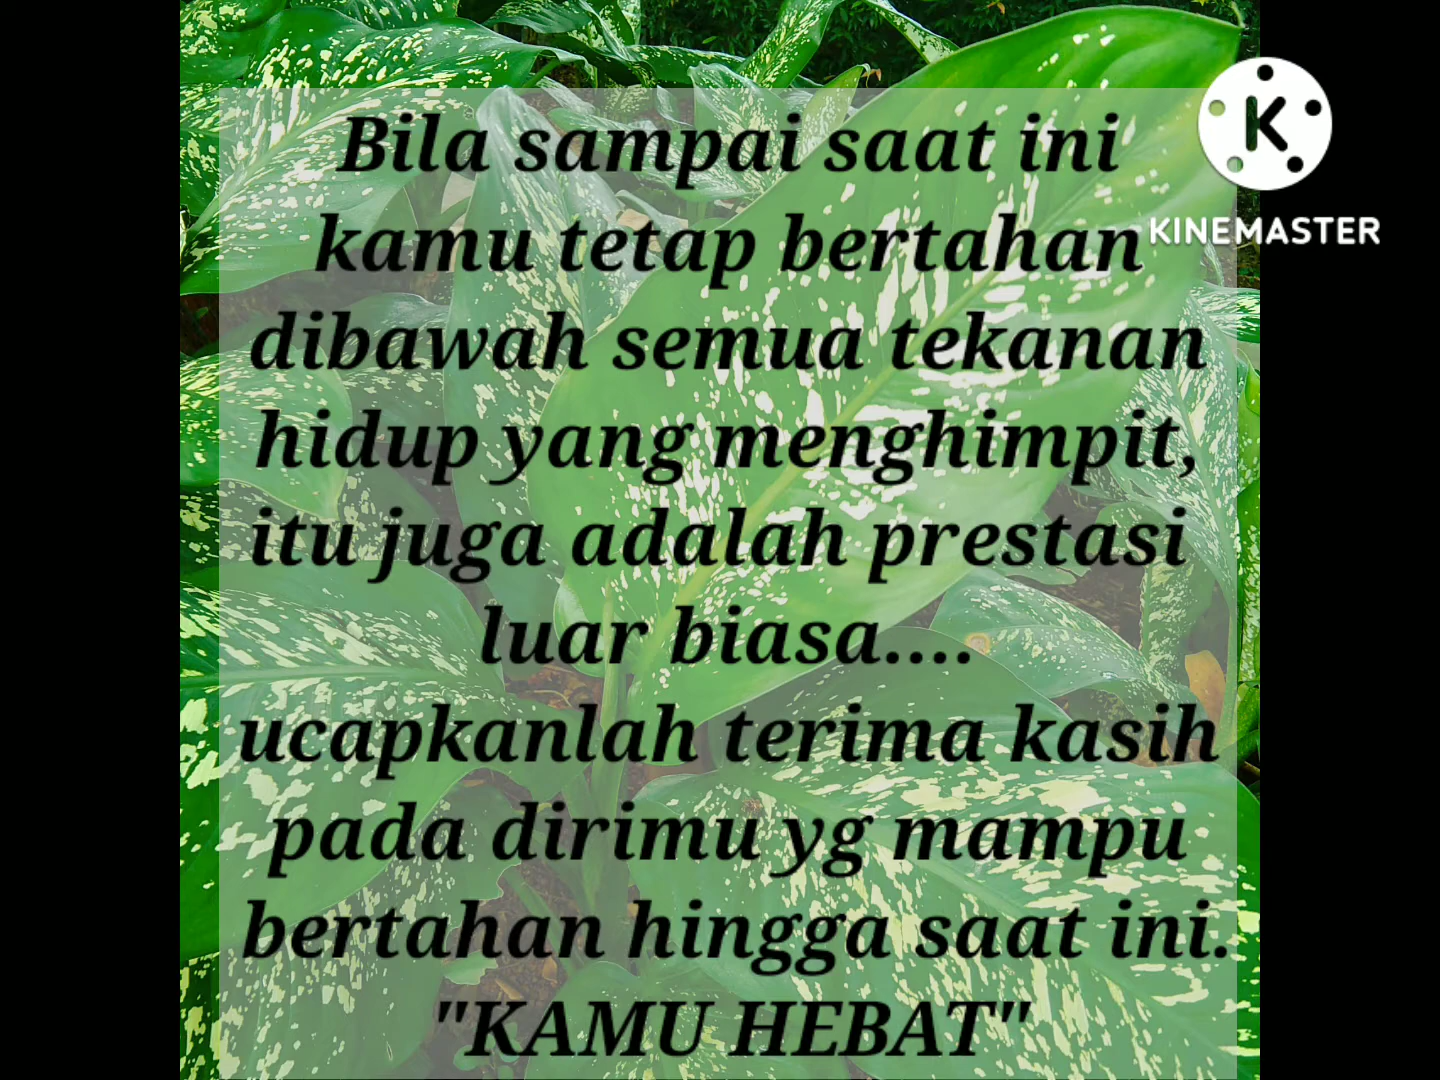 Bila sampai saat ini
kamu tetap bertahan
dibawah semua tekanan
hidup yang menghimpit,
itu juga adalah prestasi
luar biasa....
ucapkanlah terima kasih
pada dirimu yg mampu
bertahan hingga saat ini.
"KAMU HEBAT"
K
KINEMASTER